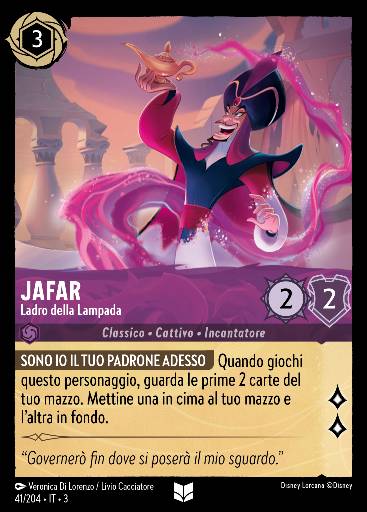 3
JAFAR
Ladro della Lampada
2
2
Classico • Cattivo • Incantatore
SONO IO IL TUO PADRONE ADESSO Quando giochi
questo personaggio, guarda le prime 2 carte del
tuo mazzo. Mettine una in cima al tuo mazzo e
l'altra in fondo.
“Governerò fin dove si poserà il mio sguardo.”
Veronica Di Lorenzo / Livio Cacciatore
41/204 • IT • 3
Disney Lorcana ©Disney